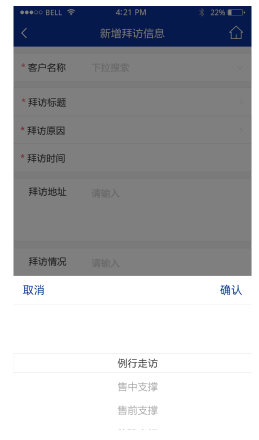 ●●●○○ BELL 4:21 PM 22%
新增拜访信息
* 客户名称 下拉搜索
* 拜访标题
* 拜访原因
* 拜访时间
拜访地址 请输入
拜访情况 请输入
取消 确认
例行走访
售中支撑
售前支撑